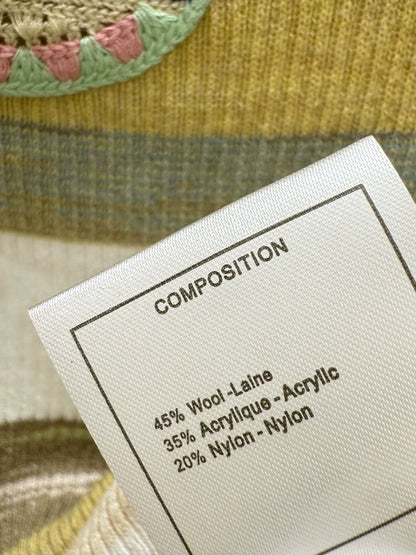 COMPOSITION
45% Wool -Laine
35% Acrylique - Acrylic
20% Nylon - Nylon